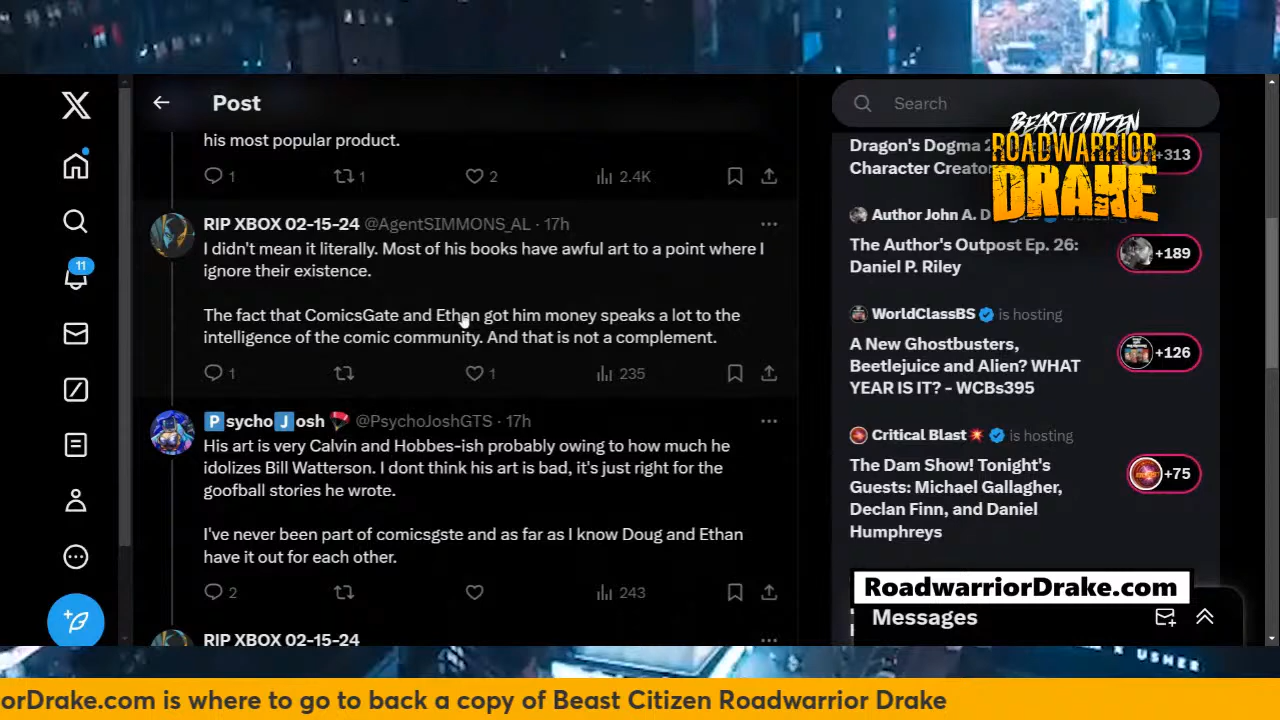 Post
Search
his most popular product.
1
1
2
2.4K
RIP XBOX 02-15-24 @AgentSIMMONS_AL · 17h
I didn't mean it literally. Most of his books have awful art to a point where I
ignore their existence.
The fact that ComicsGate and Ethan got him money speaks a lot to the
intelligence of the comic community. And that is not a complement.
1
1
235
PsychoJosh @PsychoJoshGTS · 17h
His art is very Calvin and Hobbes-ish probably owing to how much he
idolizes Bill Watterson. I dont think his art is bad, it's just right for the
goofball stories he wrote.
I've never been part of comicsgste and as far as I know Doug and Ethan
have it out for each other.
2
243
RIP XBOX 02-15-24
11
Dragon's Dogma 2
Character Creato
+313
BEAST CITIZEN
ROADWARRIOR
DRAKE
Author John A. D
The Author's Outpost Ep. 26:
Daniel P. Riley
+189
WorldClassBS is hosting
A New Ghostbusters,
Beetlejuice and Alien? WHAT
YEAR IS IT? - WCBs395
+126
Critical Blast is hosting
The Dam Show! Tonight's
Guests: Michael Gallagher,
Declan Finn, and Daniel
Humphreys
+75
RoadwarriorDrake.com
Messages
USHER
orDrake.com is where to go to back a copy of Beast Citizen Roadwarrior Drake